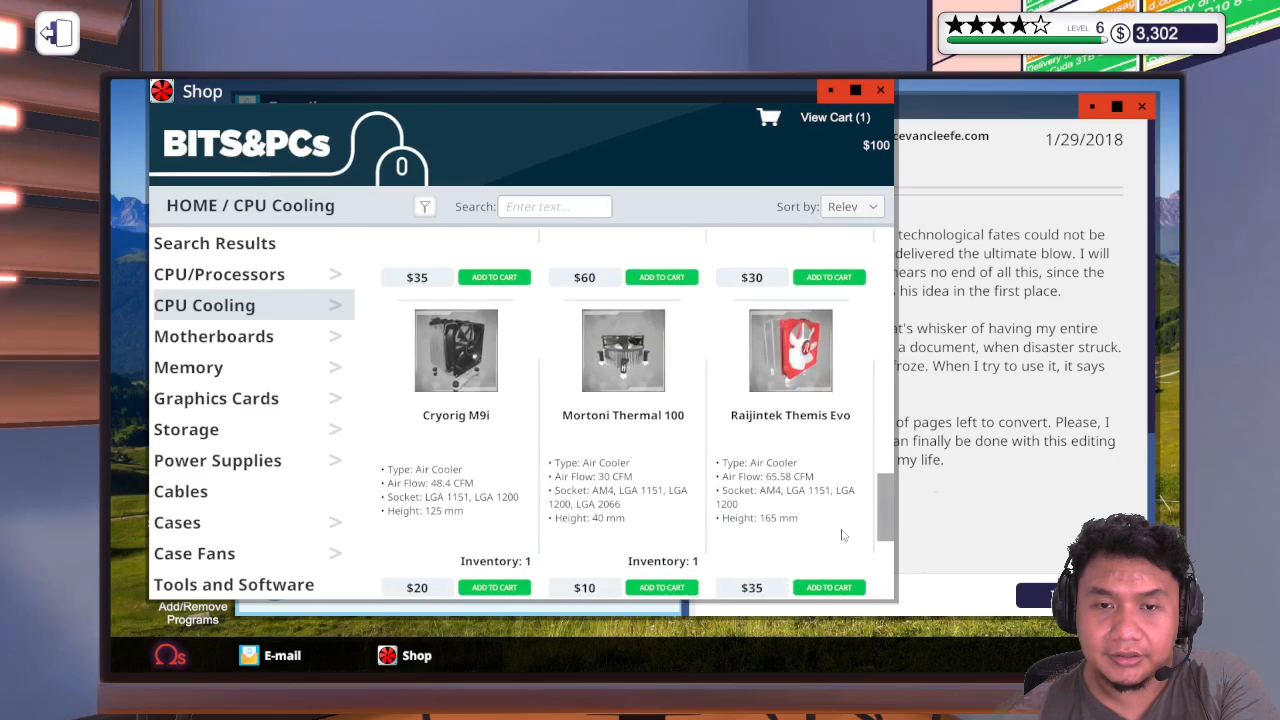 LEVEL 6
$ 3,302
Shop
BITS&PCs
View Cart (1)
$100
cevancleefe.com
1/29/2018
HOME / CPU Cooling
Search:
Enter text...
Sort by:
Relev
Search Results
CPU/Processors
CPU Cooling
Motherboards
Memory
Graphics Cards
Storage
Power Supplies
Cables
Cases
Case Fans
Tools and Software
$35
ADD TO CART
$60
ADD TO CART
$30
ADD TO CART
Cryorig M9i
• Type: Air Cooler
• Air Flow: 48.4 CFM
• Socket: LGA 1151, LGA 1200
• Height: 125 mm
Inventory: 1
$20
ADD TO CART
Mortoni Thermal 100
• Type: Air Cooler
• Air Flow: 30 CFM
• Socket: AM4, LGA 1151, LGA
1200, LGA 2066
• Height: 40 mm
Inventory: 1
$10
ADD TO CART
Raijintek Themis Evo
• Type: Air Cooler
• Air Flow: 65.58 CFM
• Socket: AM4, LGA 1151, LGA
1200
• Height: 165 mm
$35
ADD TO CART
technological fates could not be
delivered the ultimate blow. I will
nears no end of all this, since the
his idea in the first place.
at's whisker of having my entire
a document, when disaster struck.
roze. When I try to use it, it says
of pages left to convert. Please, I
an finally be done with this editing
my life.
Add/Remove
Programs
Ωs
E-mail
Shop